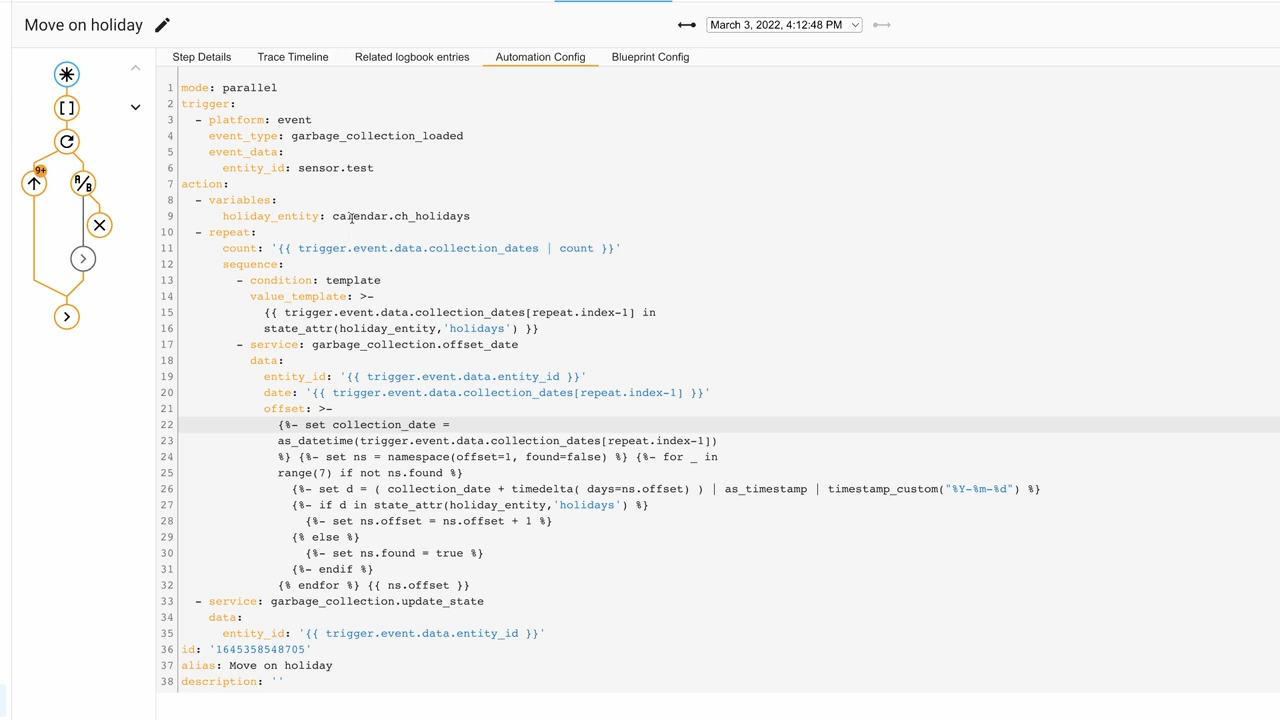 Move on holiday
March 3, 2022, 4:12:48 PM
Step Details Trace Timeline Related logbook entries Automation Config Blueprint Config
9+
A/B
1 mode: parallel
2 trigger:
3 - platform: event
4 event_type: garbage_collection_loaded
5 event_data:
6 entity_id: sensor.test
7 action:
8 - variables:
9 holiday_entity: calendar.ch_holidays
10 - repeat:
11 count: '{{ trigger.event.data.collection_dates | count }}'
12 sequence:
13 - condition: template
14 value_template: >-
15 {{ trigger.event.data.collection_dates[repeat.index-1] in
16 state_attr(holiday_entity,'holidays') }}
17 - service: garbage_collection.offset_date
18 data:
19 entity_id: '{{ trigger.event.data.entity_id }}'
20 date: '{{ trigger.event.data.collection_dates[repeat.index-1] }}'
21 offset: >-
22 {%- set collection_date =
23 as_datetime(trigger.event.data.collection_dates[repeat.index-1])
24 %} {%- set ns = namespace(offset=1, found=false) %} {%- for _ in
25 range(7) if not ns.found %}
26 {%- set d = ( collection_date + timedelta( days=ns.offset) ) | as_timestamp | timestamp_custom("%Y-%m-%d") %}
27 {%- if d in state_attr(holiday_entity,'holidays') %}
28 {%- set ns.offset = ns.offset + 1 %}
29 {% else %}
30 {%- set ns.found = true %}
31 {%- endif %}
32 {% endfor %} {{ ns.offset }}
33 - service: garbage_collection.update_state
34 data:
35 entity_id: '{{ trigger.event.data.entity_id }}'
36 id: '1645358548705'
37 alias: Move on holiday
38 description: ''